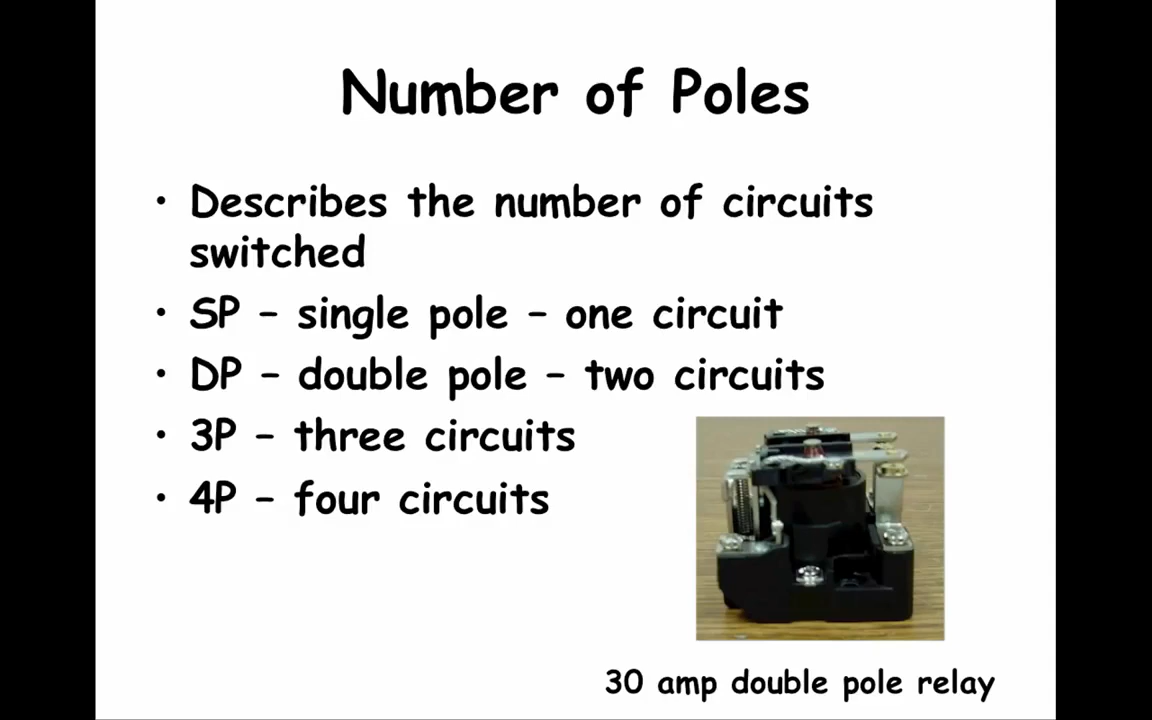 Number of Poles
• Describes the number of circuits
switched
• SP – single pole – one circuit
• DP – double pole – two circuits
• 3P – three circuits
• 4P – four circuits
30 amp double pole relay